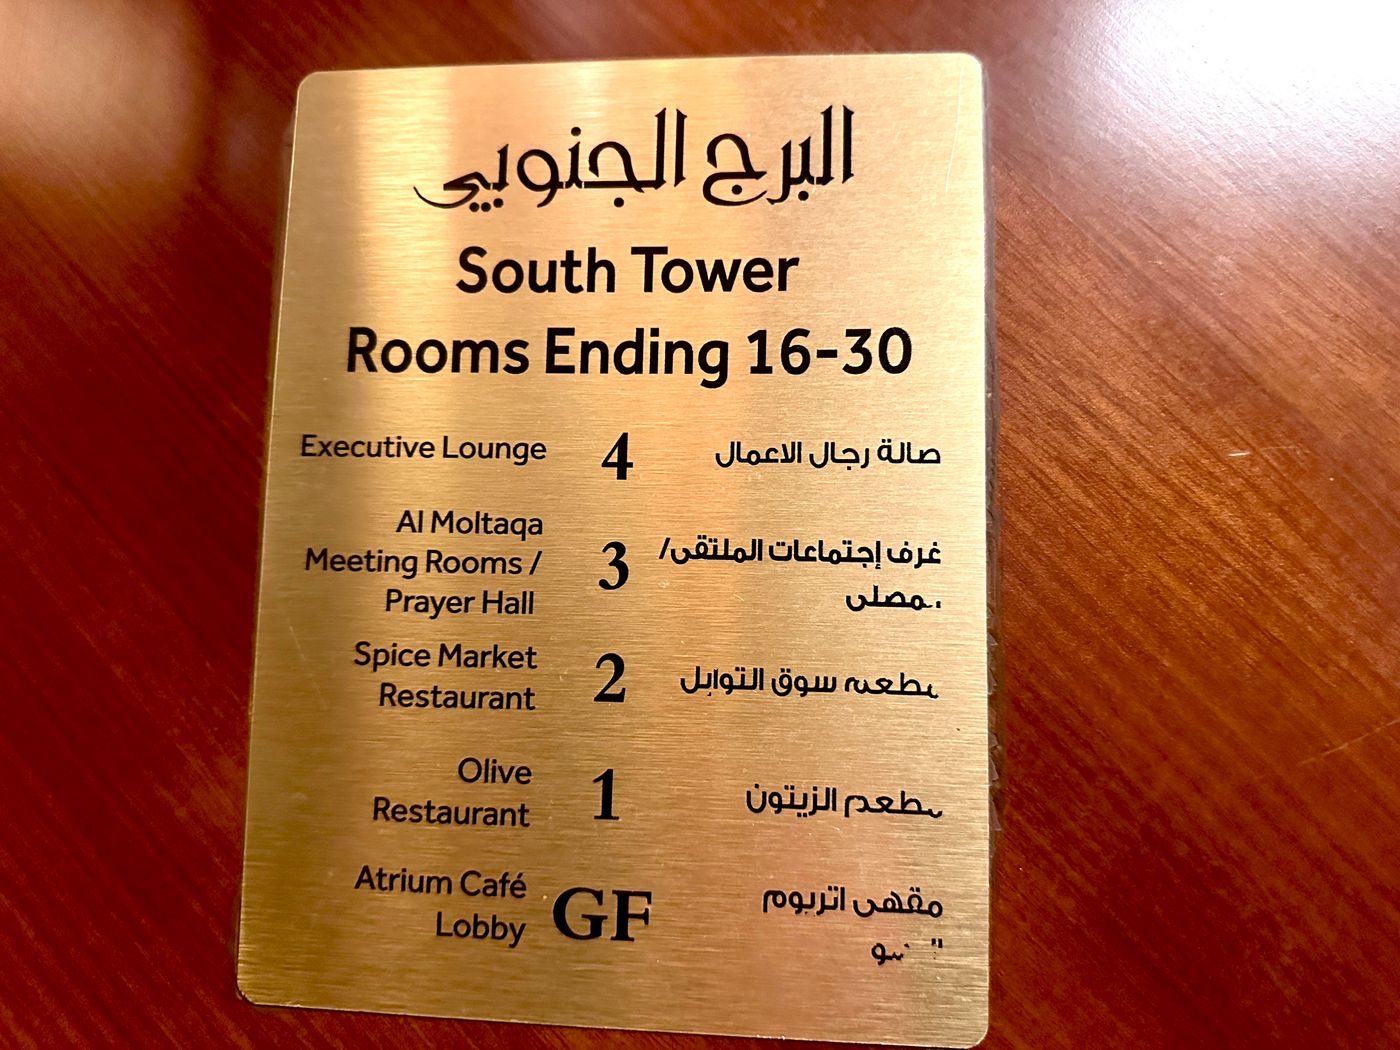 البرج الجنوبي
South Tower
Rooms Ending 16-30
Executive Lounge 4 صالة رجال الاعمال
Al Moltaqa
Meeting Rooms / 3 غرف إجتماعات الملتقى/
Prayer Hall مصلى
Spice Market
Restaurant 2 مطعم سوق التوابل
Olive
Restaurant 1 مطعم الزيتون
Atrium Café GF مقهى اتريوم
Lobby